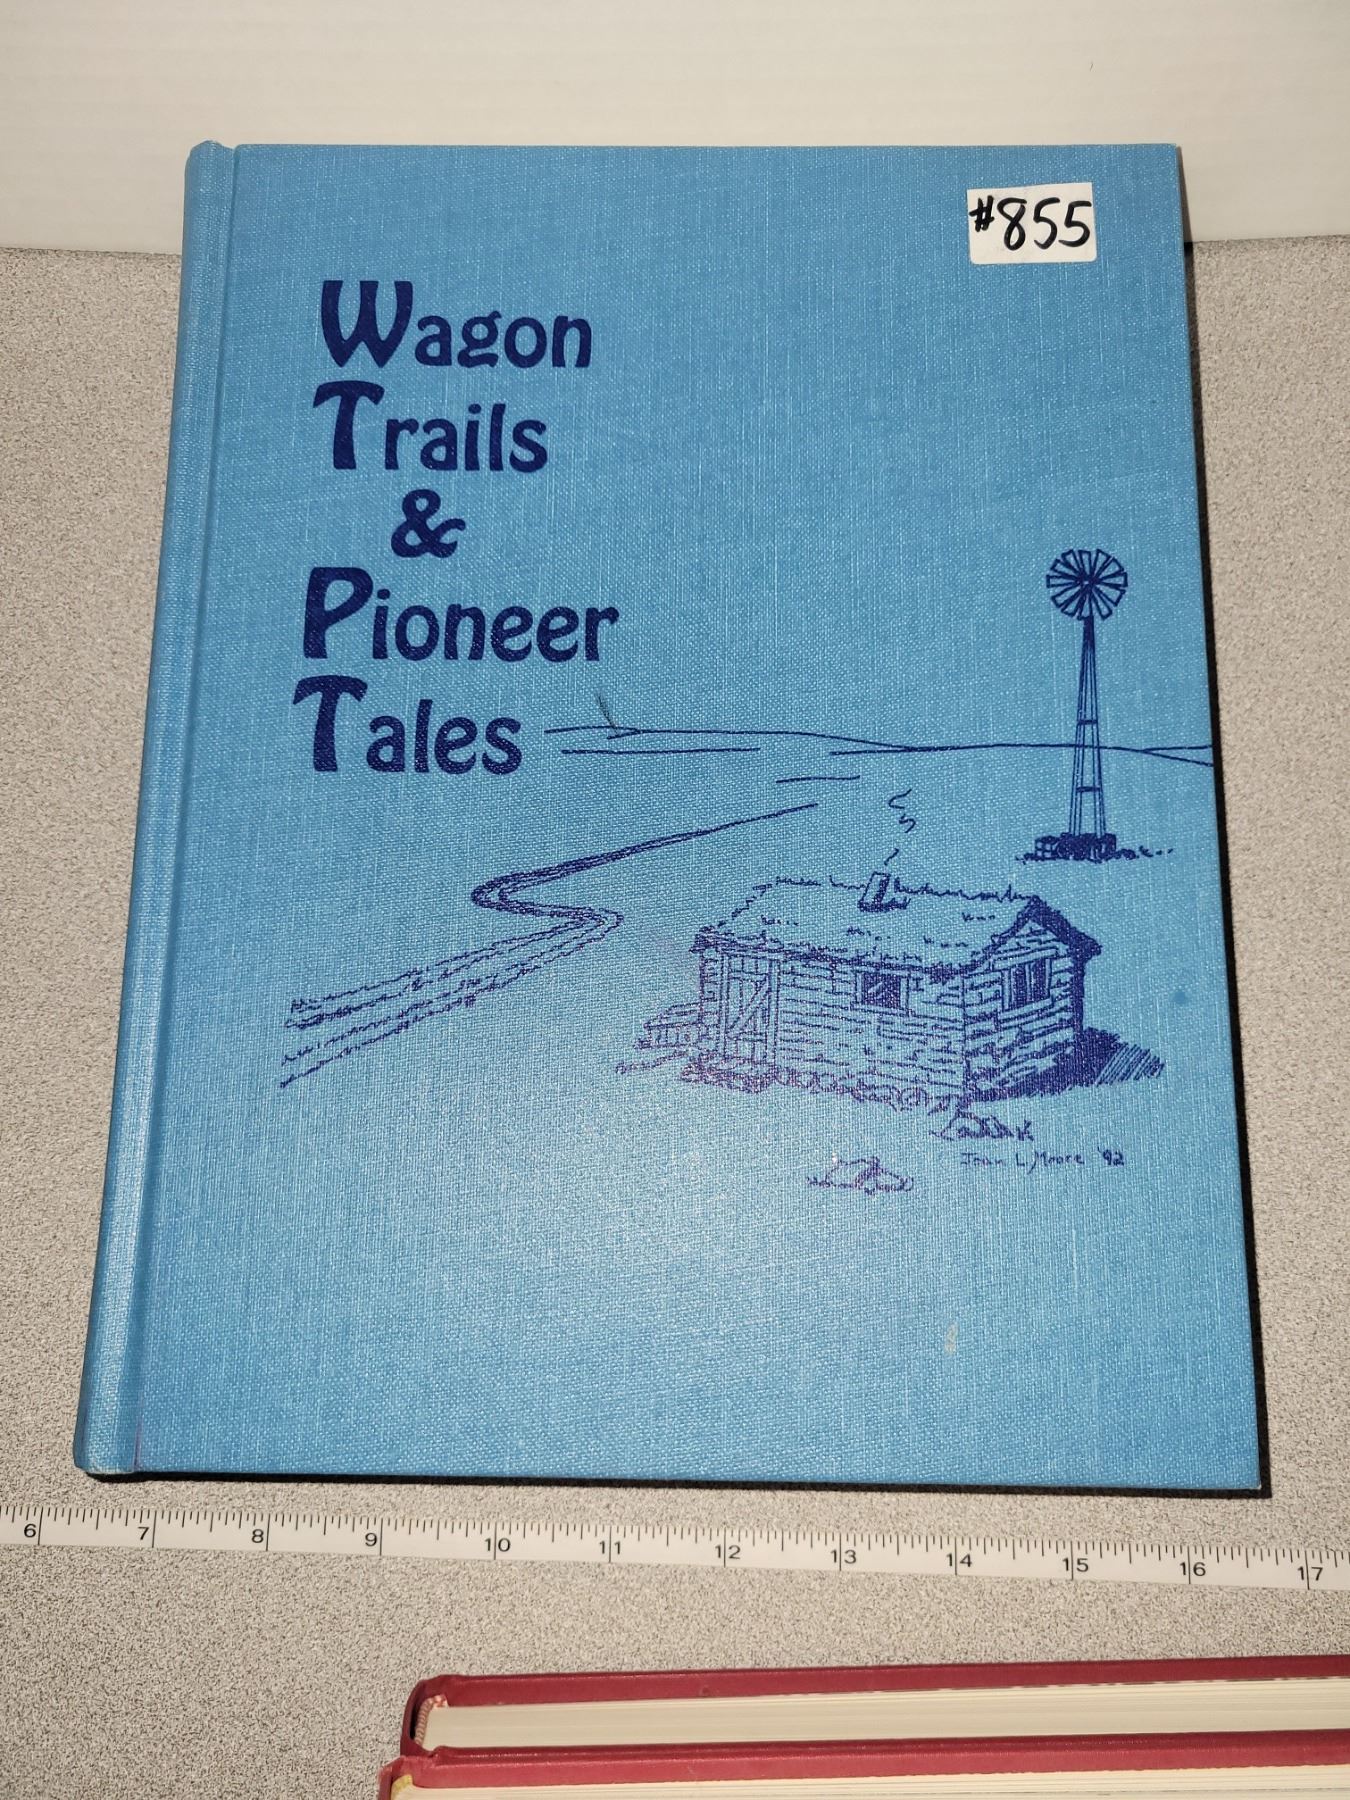 #855
Wagon
Trails
&
Pioneer
Tales
Joan L Moore '92
6 7 8 9 10 11 12 13 14 15 16 17